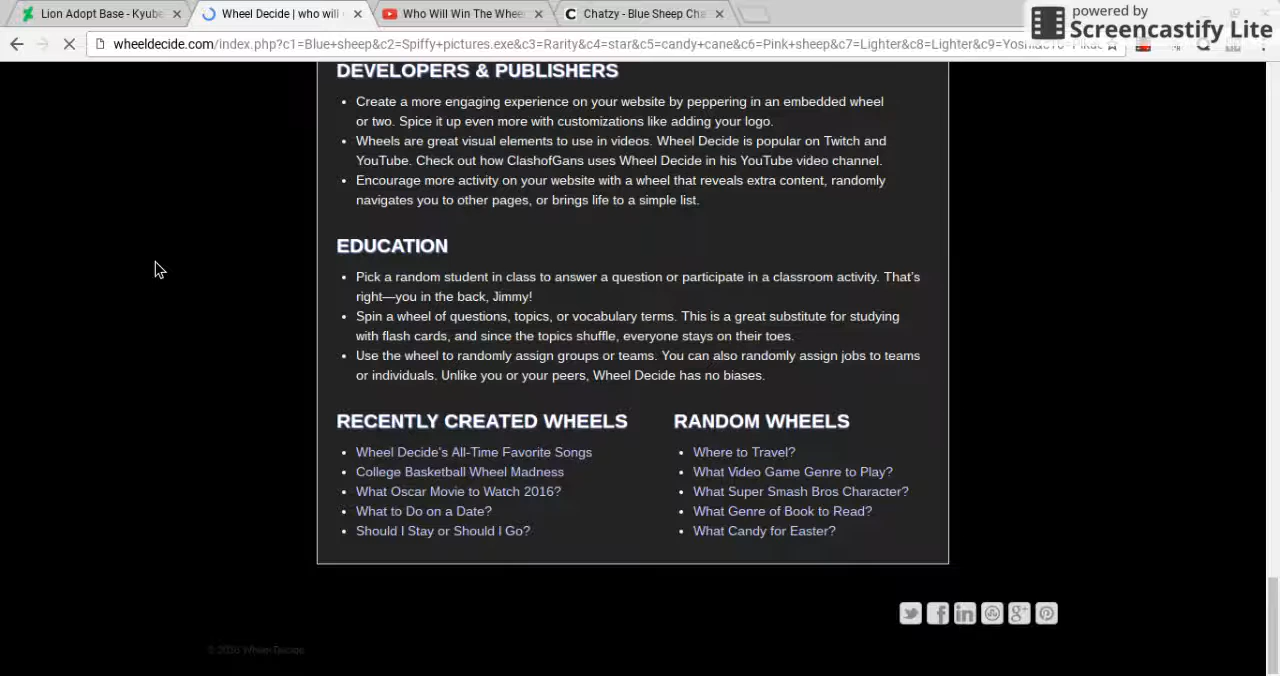 Lion Adopt Base - Kyube
Wheel Decide | who will
Who Will Win The Whee
Chatzy - Blue Sheep Cha
powered by
Screencastify Lite
wheeldecide.com/index.php?c1=Blue+sheep&c2=Spiffy+pictures.exe&c3=Rarity&c4=star&c5=candy+cane&c6=Pink+sheep&c7=Lighter&c8=Lighter&c9=Yoshi
DEVELOPERS & PUBLISHERS
• Create a more engaging experience on your website by peppering in an embedded wheel
or two. Spice it up even more with customizations like adding your logo.
• Wheels are great visual elements to use in videos. Wheel Decide is popular on Twitch and
YouTube. Check out how ClashofGans uses Wheel Decide in his YouTube video channel.
• Encourage more activity on your website with a wheel that reveals extra content, randomly
navigates you to other pages, or brings life to a simple list.
EDUCATION
• Pick a random student in class to answer a question or participate in a classroom activity. That's
right—you in the back, Jimmy!
• Spin a wheel of questions, topics, or vocabulary terms. This is a great substitute for studying
with flash cards, and since the topics shuffle, everyone stays on their toes.
• Use the wheel to randomly assign groups or teams. You can also randomly assign jobs to teams
or individuals. Unlike you or your peers, Wheel Decide has no biases.
RECENTLY CREATED WHEELS
• Wheel Decide's All-Time Favorite Songs
• College Basketball Wheel Madness
• What Oscar Movie to Watch 2016?
• What to Do on a Date?
• Should I Stay or Should I Go?
RANDOM WHEELS
• Where to Travel?
• What Video Game Genre to Play?
• What Super Smash Bros Character?
• What Genre of Book to Read?
• What Candy for Easter?
© 2016 Wheel Decide